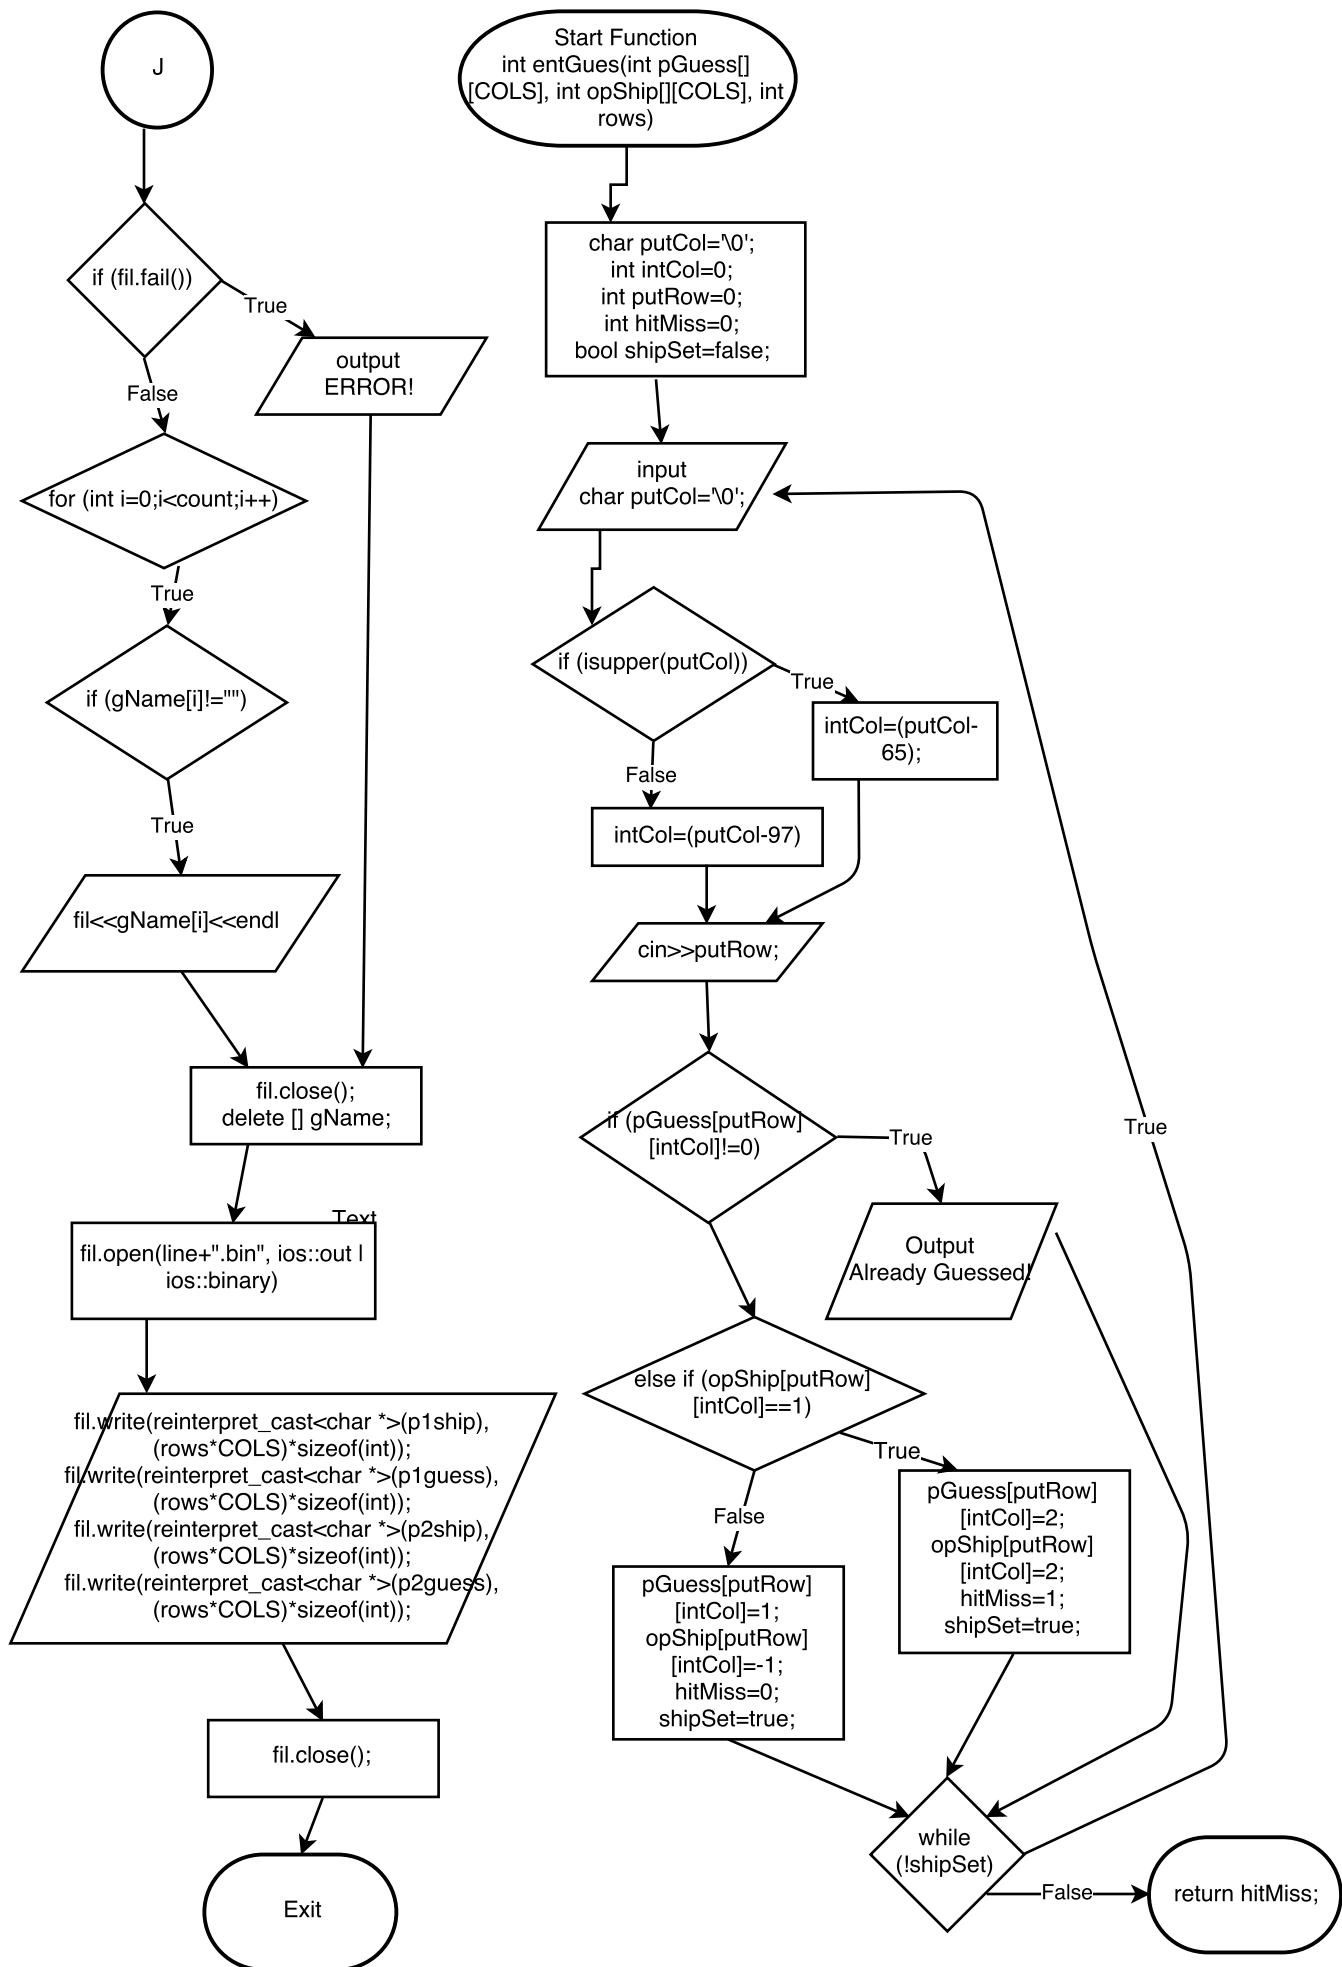 J
if (fil.fail())
True
output
ERROR!
False
for (int i=0;i<count;i++)
True
if (gName[i]!="")
True
fil<<gName[i]<<endl
fil.close();
delete [] gName;
Text
fil.open(line+".bin", ios::out |
ios::binary)
fil.write(reinterpret_cast<char *>(p1ship),
(rows*COLS)*sizeof(int));
fil.write(reinterpret_cast<char *>(p1guess),
(rows*COLS)*sizeof(int));
fil.write(reinterpret_cast<char *>(p2ship),
(rows*COLS)*sizeof(int));
fil.write(reinterpret_cast<char *>(p2guess),
(rows*COLS)*sizeof(int));
fil.close();
Exit
Start Function
int entGues(int pGuess[]
[COLS], int opShip[][COLS], int
rows)
char putCol='\0';
int intCol=0;
int putRow=0;
int hitMiss=0;
bool shipSet=false;
input
char putCol='\0';
if (isupper(putCol))
True
intCol=(putCol-
65);
False
intCol=(putCol-97)
cin>>putRow;
if (pGuess[putRow]
[intCol]!=0)
True
True
Output
Already Guessed!
else if (opShip[putRow]
[intCol]==1)
True
False
pGuess[putRow]
[intCol]=2;
opShip[putRow]
[intCol]=2;
hitMiss=1;
shipSet=true;
pGuess[putRow]
[intCol]=1;
opShip[putRow]
[intCol]=-1;
hitMiss=0;
shipSet=true;
while
(!shipSet)
False
return hitMiss;